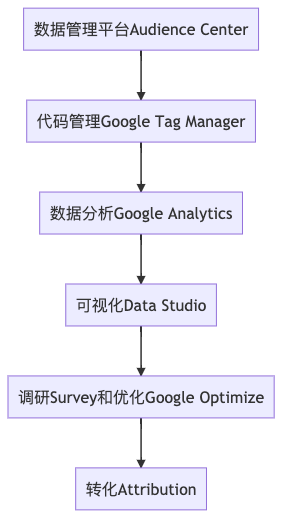 数据管理平台Audience Center
代码管理Google Tag Manager
数据分析Google Analytics
可视化Data Studio
调研Survey和优化Google Optimize
转化Attribution